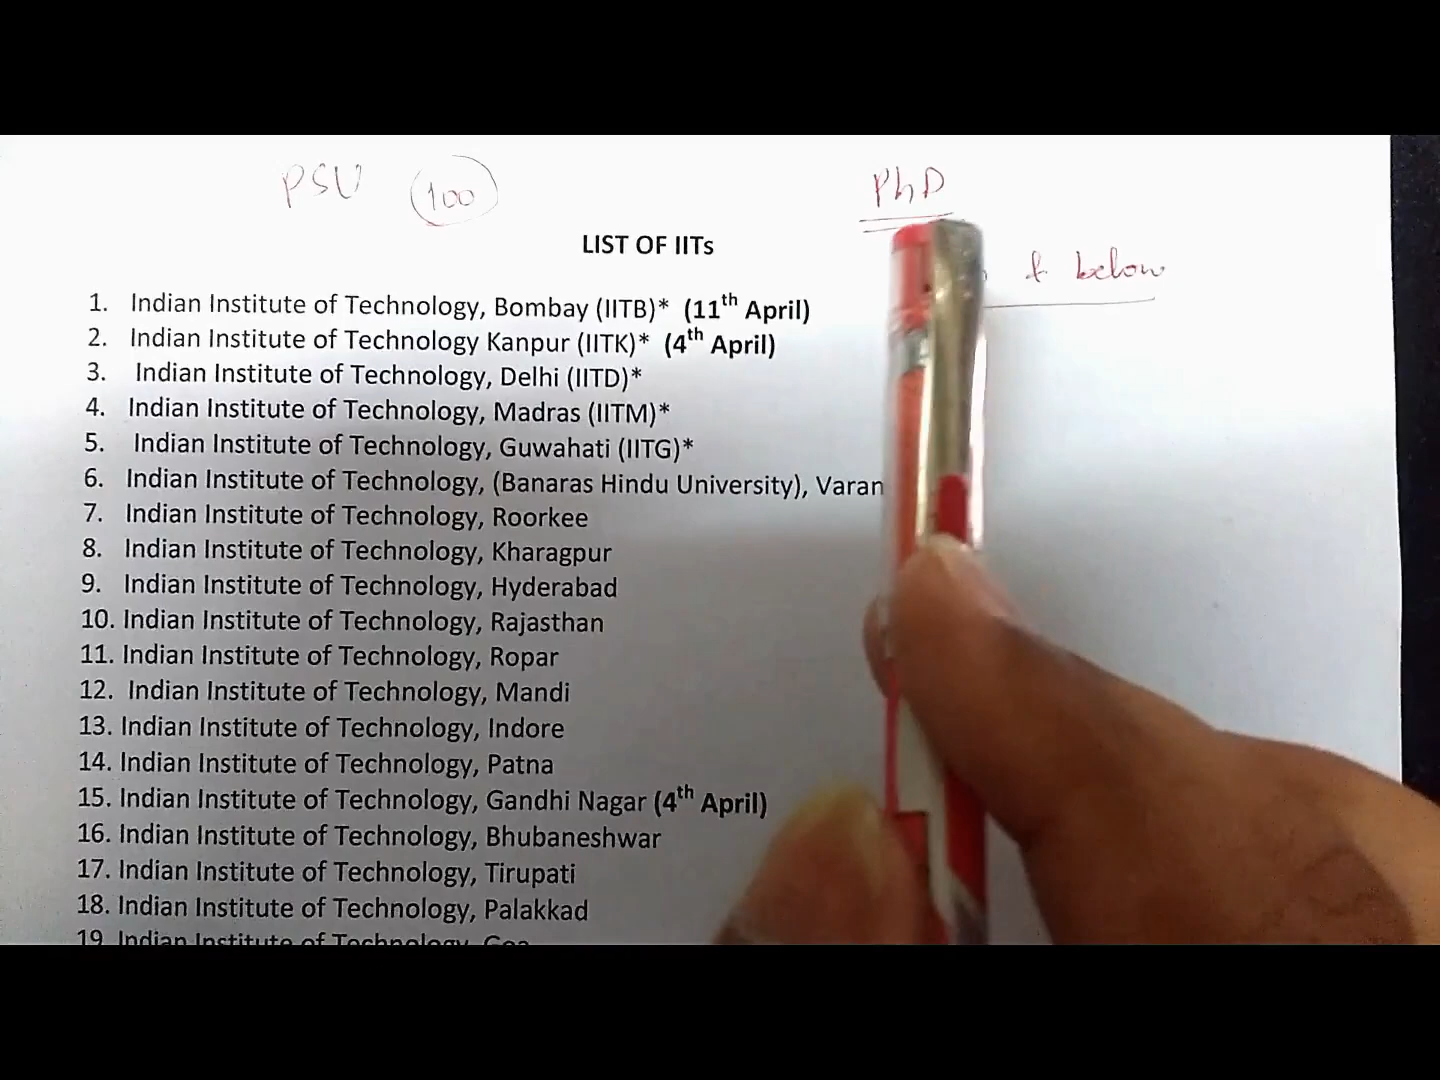 PSU 100
PhD
& below
LIST OF IITs
1. Indian Institute of Technology, Bombay (IITB)* (11th April)
2. Indian Institute of Technology Kanpur (IITK)* (4th April)
3. Indian Institute of Technology, Delhi (IITD)*
4. Indian Institute of Technology, Madras (IITM)*
5. Indian Institute of Technology, Guwahati (IITG)*
6. Indian Institute of Technology, (Banaras Hindu University), Varan
7. Indian Institute of Technology, Roorkee
8. Indian Institute of Technology, Kharagpur
9. Indian Institute of Technology, Hyderabad
10. Indian Institute of Technology, Rajasthan
11. Indian Institute of Technology, Ropar
12. Indian Institute of Technology, Mandi
13. Indian Institute of Technology, Indore
14. Indian Institute of Technology, Patna
15. Indian Institute of Technology, Gandhi Nagar (4th April)
16. Indian Institute of Technology, Bhubaneshwar
17. Indian Institute of Technology, Tirupati
18. Indian Institute of Technology, Palakkad
19. Indian Institute of Technology, Goa